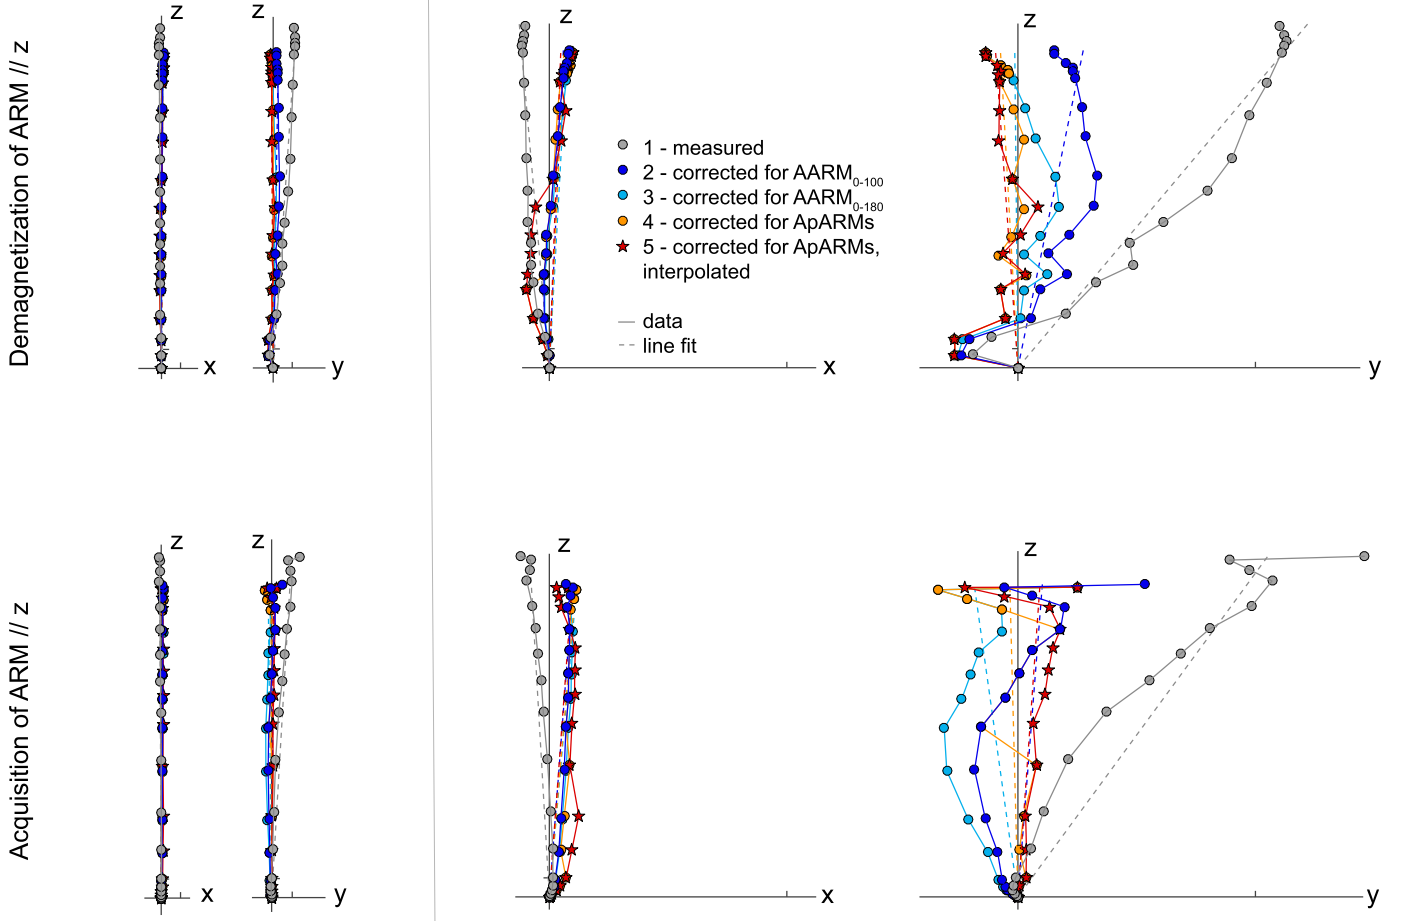 Demagnetization of ARM // z
z
x
z
y
z
x
z
y
1 - measured
2 - corrected for AARM0-100
3 - corrected for AARM0-180
4 - corrected for ApARMs
5 - corrected for ApARMs,
interpolated
data
line fit
Acquisition of ARM // z
z
x
z
y
z
x
z
y